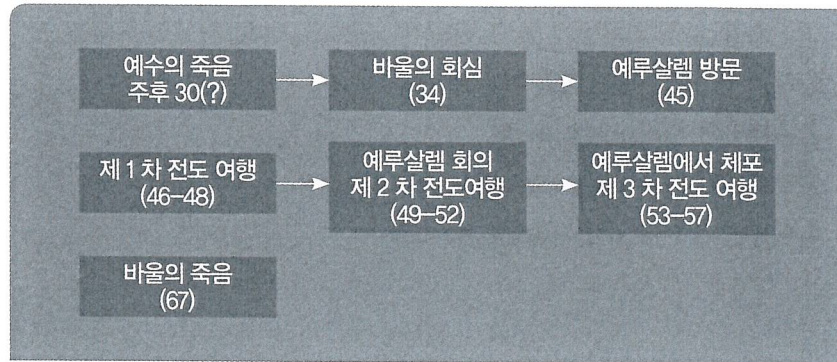 예수의 죽음
주후 30(?)
바울의 회심
(34)
예루살렘 방문
(45)
제 1 차 전도 여행
(46–48)
예루살렘 회의
제 2 차 전도여행
(49–52)
예루살렘에서 체포
제 3 차 전도 여행
(53–57)
바울의 죽음
(67)